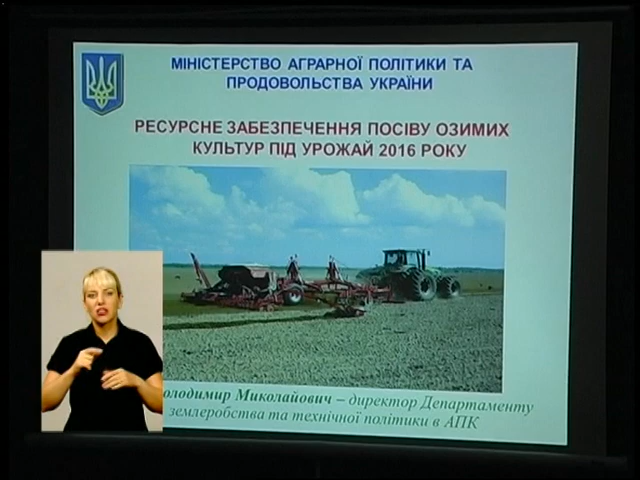 МІНІСТЕРСТВО АГРАРНОЇ ПОЛІТИКИ ТА
ПРОДОВОЛЬСТВА УКРАЇНИ
РЕСУРСНЕ ЗАБЕЗПЕЧЕННЯ ПОСІВУ ОЗИМИХ
КУЛЬТУР ПІД УРОЖАЙ 2016 РОКУ
Миколайович – директор Департаменту
землеробства та технічної політики в АПК